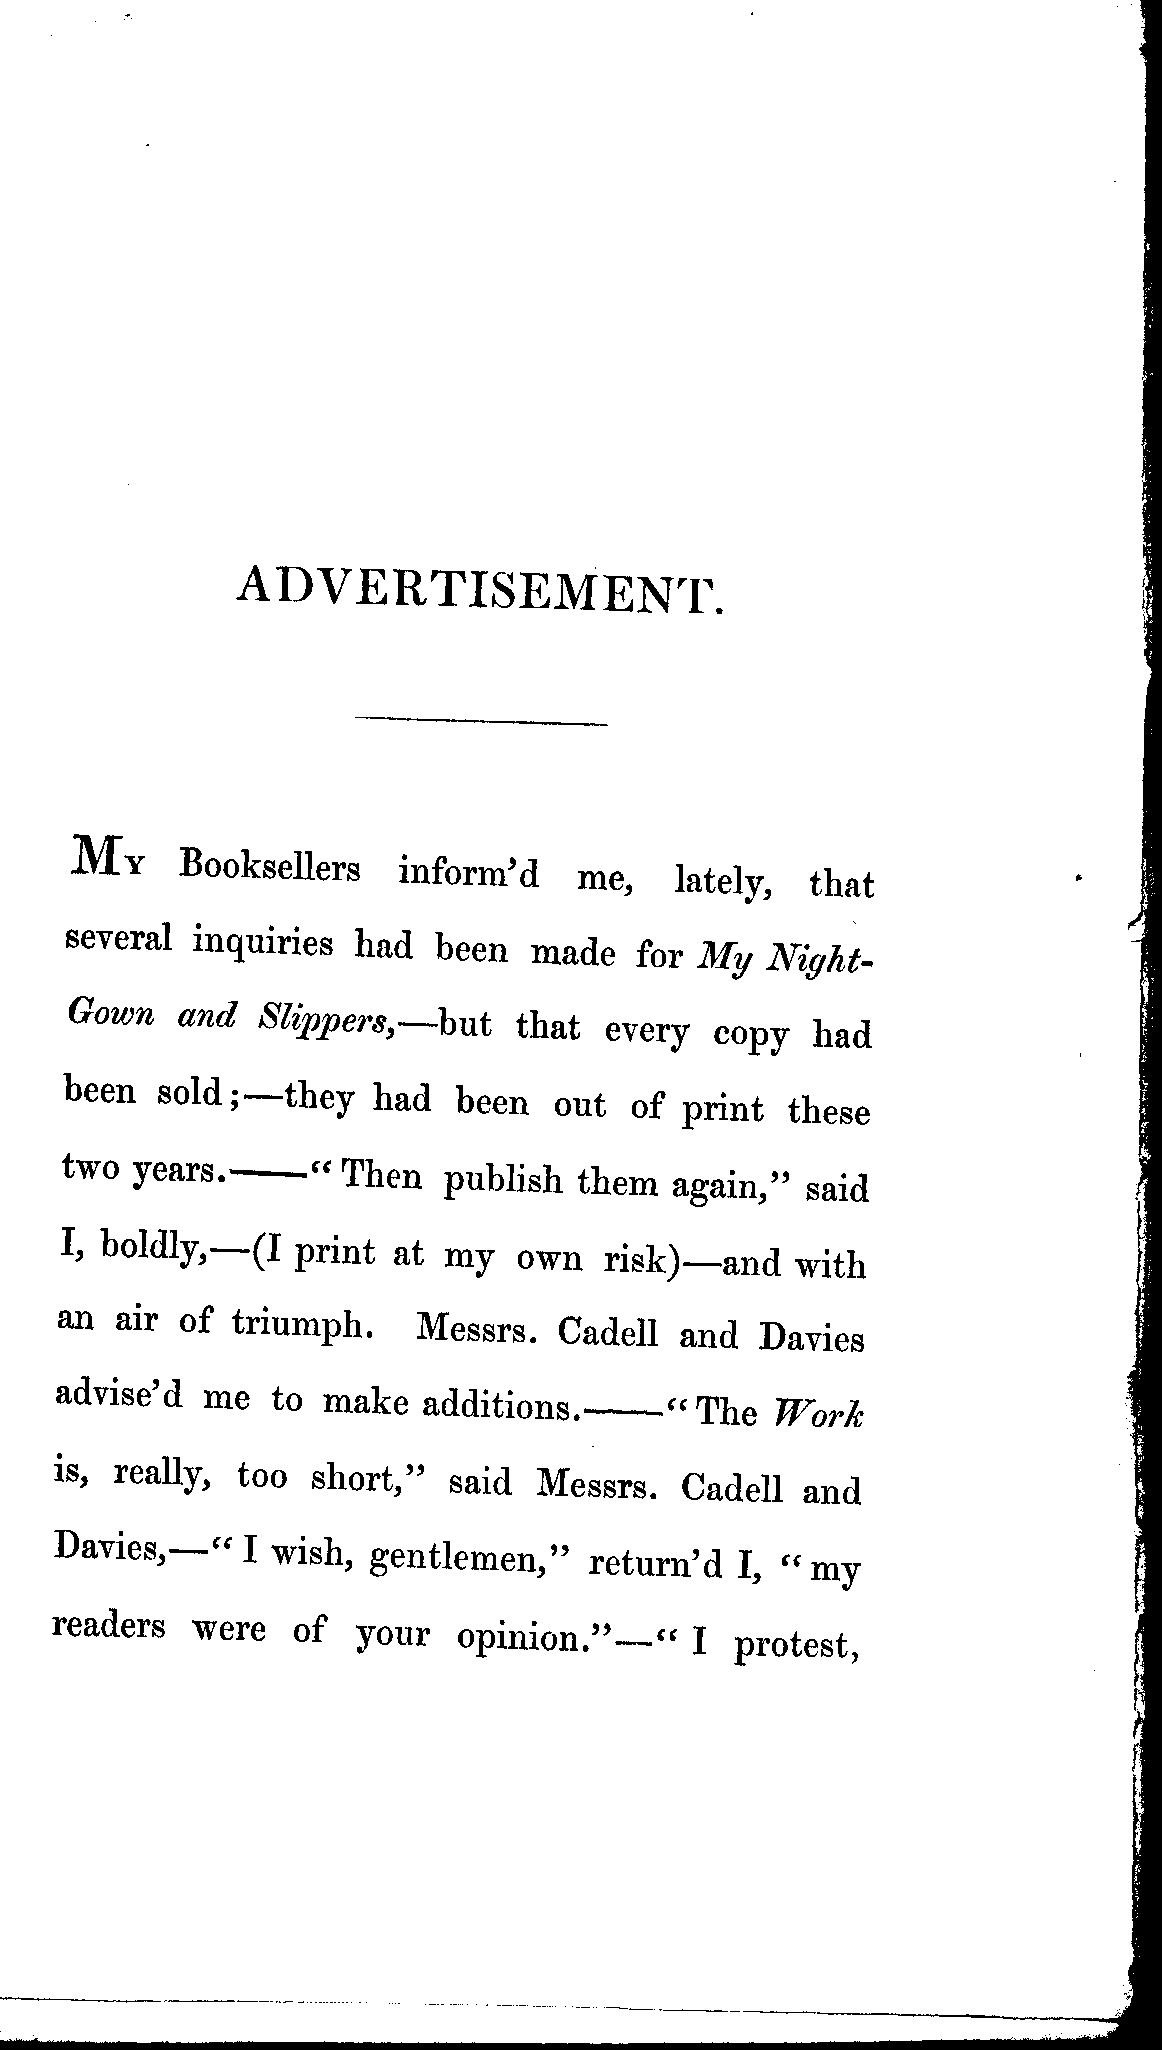 ADVERTISEMENT.
My Booksellers inform'd me, lately, that
several inquiries had been made for My Night-
Gown and Slippers,—but that every copy had
been sold;—they had been out of print these
two years.——“Then publish them again,” said
I, boldly,—(I print at my own risk)—and with
an air of triumph. Messrs. Cadell and Davies
advise'd me to make additions.——“The Work
is, really, too short,” said Messrs. Cadell and
Davies,—“I wish, gentlemen,” return'd I, “my
readers were of your opinion.”—“I protest,